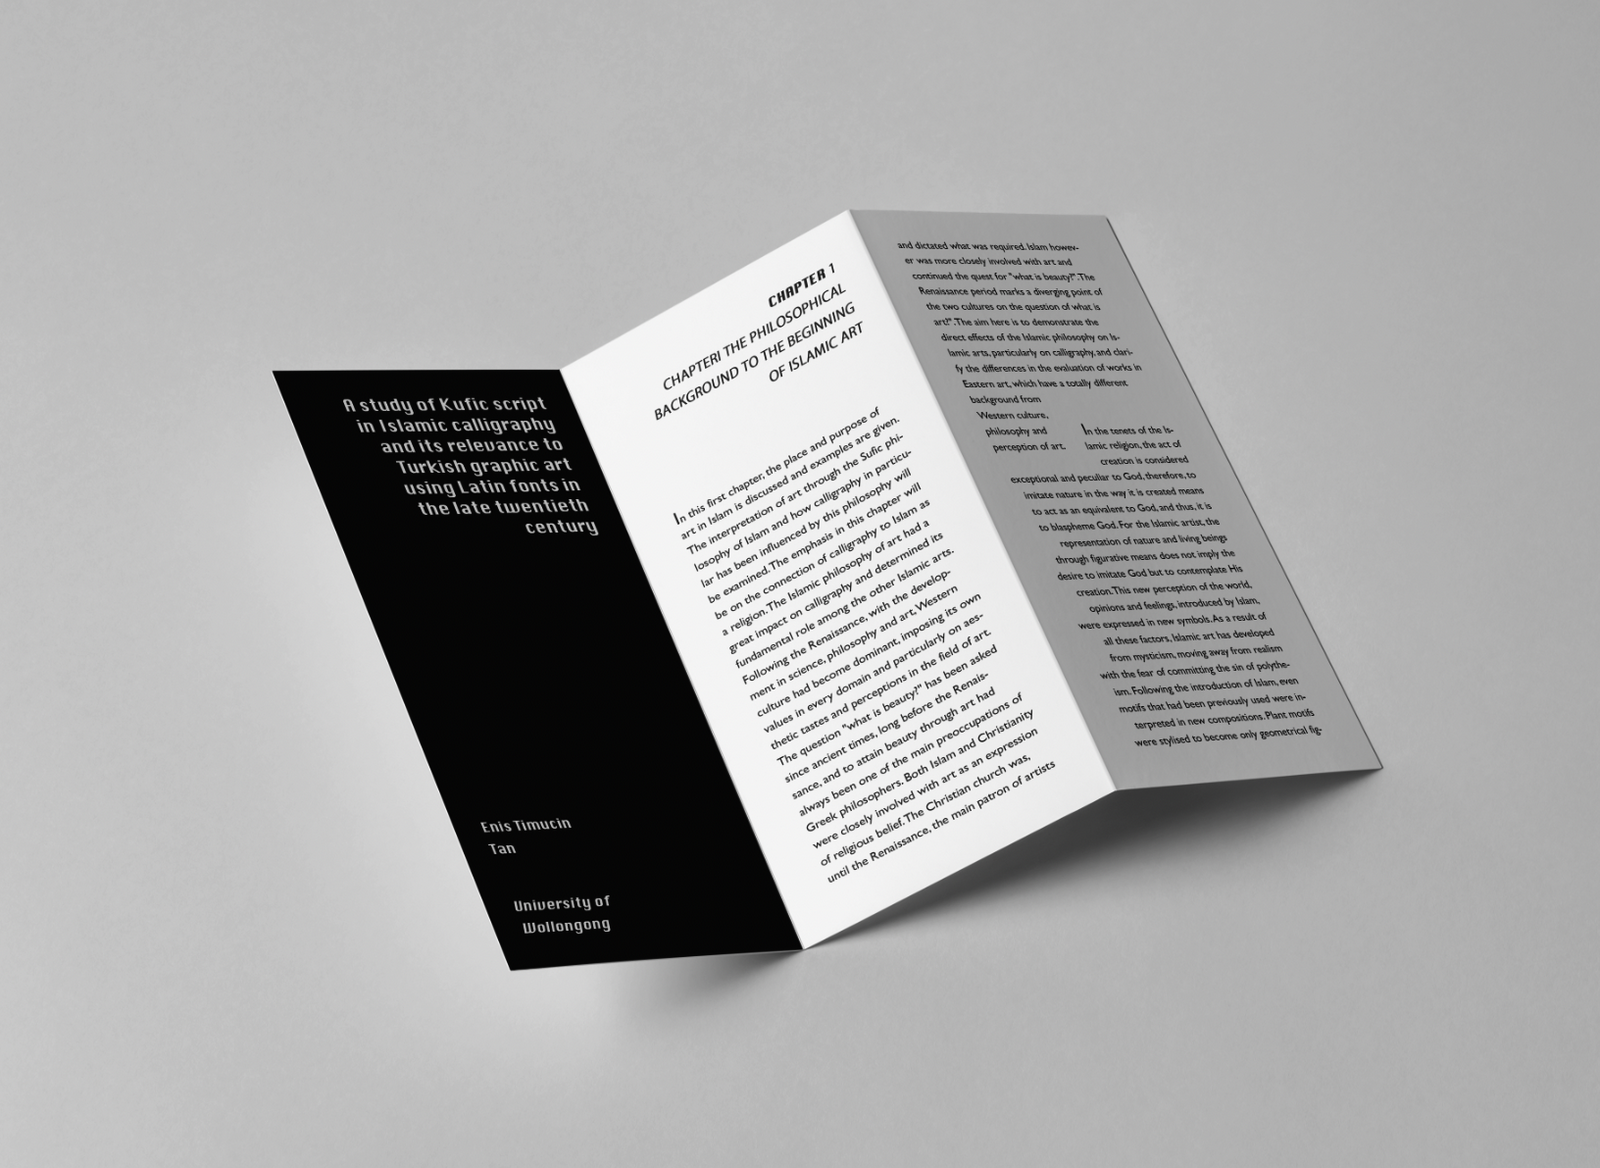 A study of Kufic script
in Islamic calligraphy
and its relevance to
Turkish graphic art
using Latin fonts in
the late twentieth
century
Enis Timucin
Tan
University of
Wollongong
CHAPTER 1
CHAPTERI THE PHILOSOPHICAL
BACKGROUND TO THE BEGINNING
OF ISLAMIC ART
In this first chapter, the place and purpose of
art in Islam is discussed and examples are given.
The interpretation of art through the Sufic phi-
losophy of Islam and how calligraphy in particu-
lar has been influenced by this philosophy will
be examined. The emphasis in this chapter will
be on the connection of calligraphy to Islam as
a religion. The Islamic philosophy of art had a
great impact on calligraphy and determined its
fundamental role among the other Islamic arts.
Following the Renaissance, with the develop-
ment in science, philosophy and art, Western
culture had become dominant, imposing its own
values in every domain and particularly on aes-
thetic tastes and perceptions in the field of art.
The question "what is beauty?" has been asked
since ancient times, long before the Renais-
sance, and to attain beauty through art had
always been one of the main preoccupations of
Greek philosophers. Both Islam and Christianity
were closely involved with art as an expression
of religious belief. The Christian church was,
until the Renaissance, the main patron of artists
and dictated what was required. Islam howev-
er was more closely involved with art and
continued the quest for "what is beauty?" .The
Renaissance period marks a diverging point of
the two cultures on the question of what is
art?" .The aim here is to demonstrate the
direct effects of the Islamic philosophy on Is-
lamic arts, particularly on calligraphy, and clari-
fy the differences in the evaluation of works in
Eastern art, which have a totally different
background from
Western culture,
philosophy and
perception of art.
In the tenets of the Is-
lamic religion, the act of
creation is considered
exceptional and peculiar to God, therefore, to
imitate nature in the way it is created means
to act as an equivalent to God, and thus, it is
to blaspheme God. For the Islamic artist, the
representation of nature and living beings
through figurative means does not imply the
desire to imitate God but to contemplate His
creation. This new perception of the world,
opinions and feelings, introduced by Islam,
were expressed in new symbols. As a result of
all these factors, Islamic art has developed
from mysticism, moving away from realism
with the fear of committing the sin of polythe-
ism. Following the introduction of Islam, even
motifs that had been previously used were in-
terpreted in new compositions. Plant motifs
were stylised to become only geometrical fig-